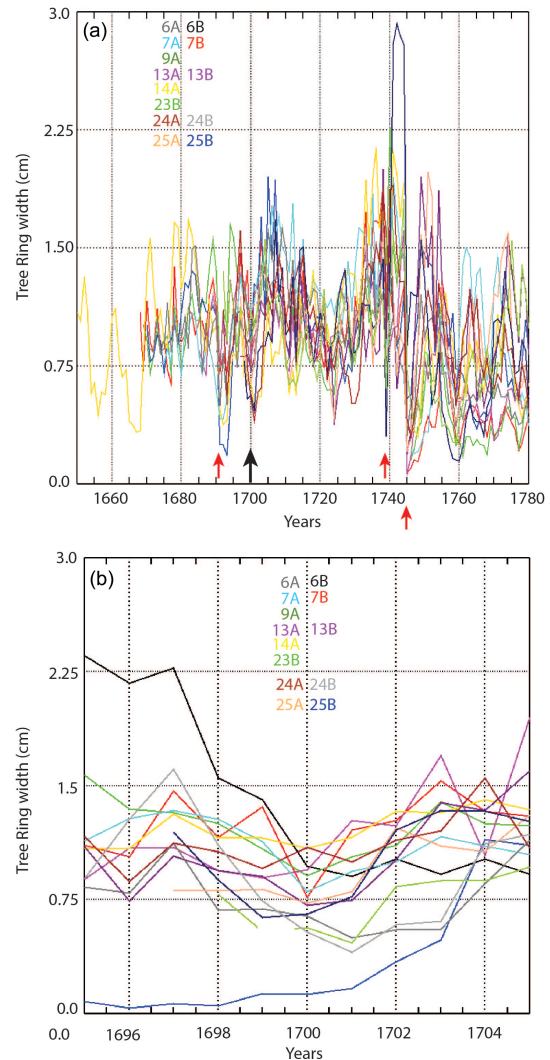 (a)
3.0
2.25
1.50
0.75
0.0
Tree Ring width (cm)
6A 6B
7A 7B
9A
13A 13B
14A
23B
24A 24B
25A 25B
1660 1680 1700 1720 1740 1760 1780
Years
(b)
3.0
2.25
1.5
0.75
0.0
Tree Ring width (cm)
6A 6B
7A 7B
9A
13A 13B
14A
23B
24A 24B
25A 25B
0.0 1696 1698 1700 1702 1704
Years